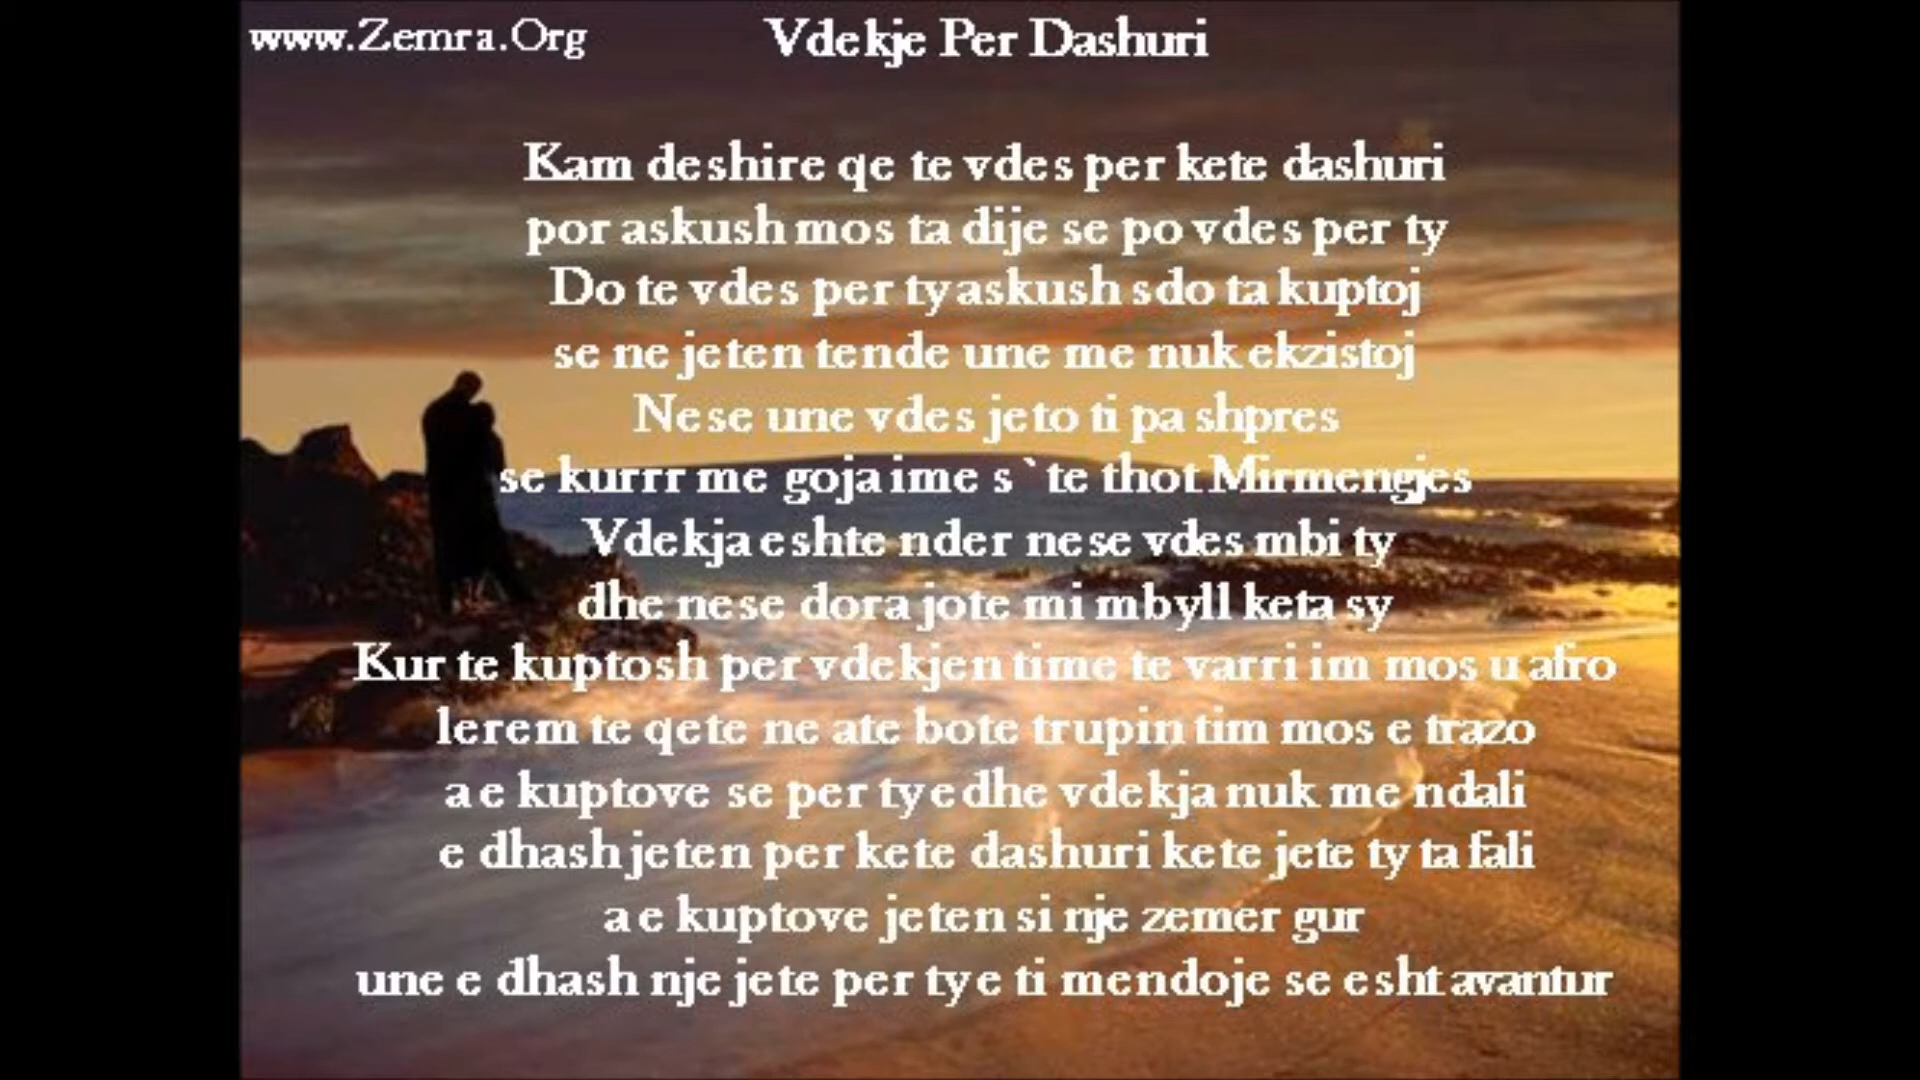 www.Zemra.Org
Vdekje Per Dashuri
Kam deshire qe te vdes per kete dashuri
por askush mos ta dije se po vdes per ty
Do te vdes per ty askush sdo ta kuptoj
se ne jeten tende une me nuk ekzistoj
Nese une vdes jeto ti pa shpres
se kurrr me goja ime s`te thot Mirmengjes
Vdekja eshte nder nese vdes mbi ty
dhe nese dora jote mi mbyll keta sy
Kur te kuptosh per vdekjen time te varri im mos u afro
lerem te qete ne ate bote trupin tim mos e trazo
a e kuptove se per ty edhe vdekja nuk me ndali
e dhash jeten per kete dashuri kete jete ty ta fali
a e kuptove jeten si nje zemer gur
une e dhash nje jete per ty e ti mendoje se esht avantur